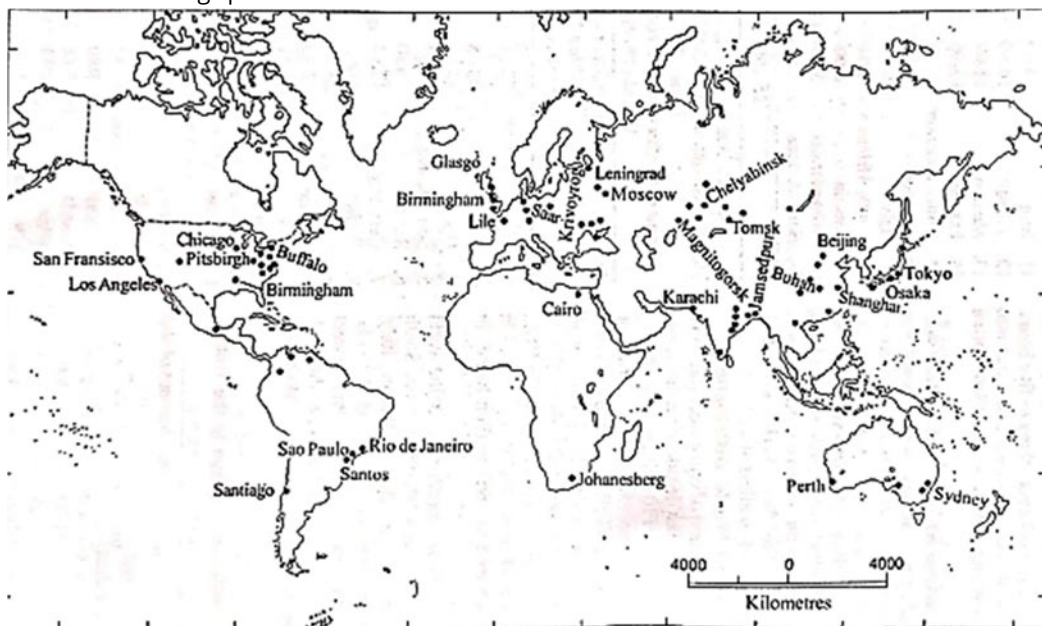 Glasgo
Leningrad
Birmingham
Moscow
Chelyabinsk
Lile
Saar
Krivoyrog
Tomsk
Magnitogorsk
Jamsedpur
Beijing
Chicago
Buffalo
San Fransisco
Pitsbirgh
Los Angeles
Birmingham
Cairo
Karachi
Buhan
Shanghai
Tokyo
Osaka
Sao Paulo
Rio de Janeiro
Santos
Santiago
Johanesberg
Perth
Sydney
4000 0 4000
Kilometres